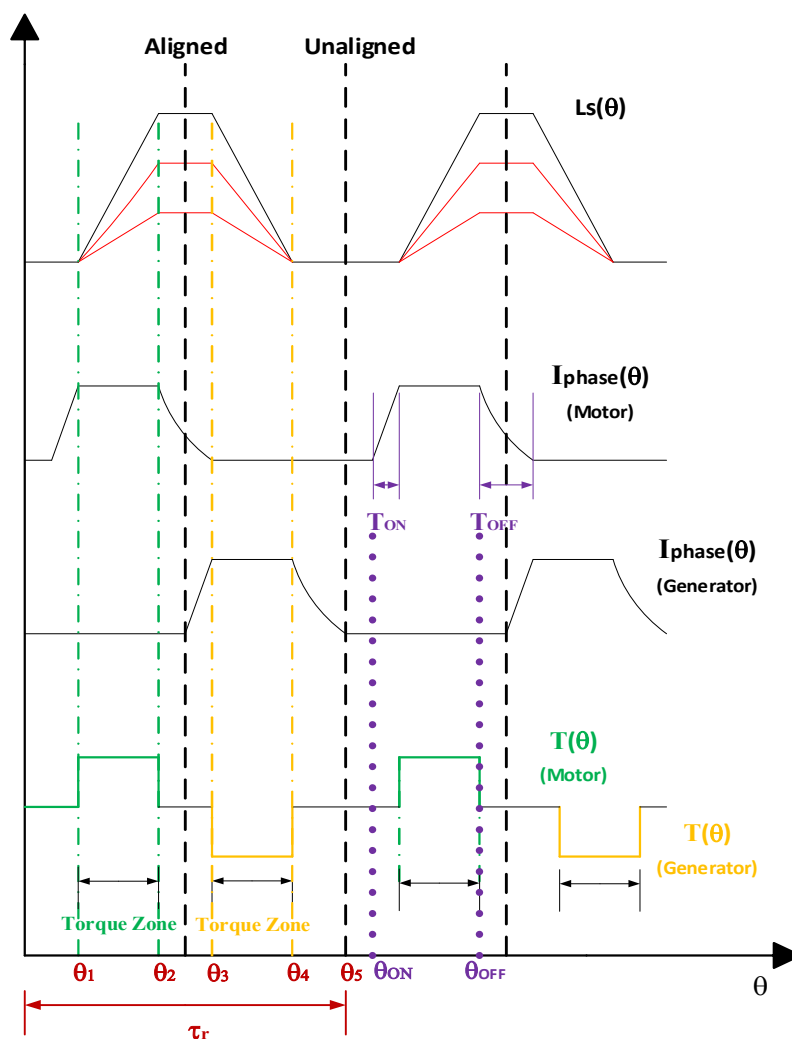 Aligned Unaligned
Ls(θ)
Iphase(θ)
(Motor)
TON TOFF
Iphase(θ)
(Generator)
T(θ)
(Motor)
T(θ)
(Generator)
Torque Zone Torque Zone
θ1 θ2 θ3 θ4 θ5 θON θOFF
θ
τr